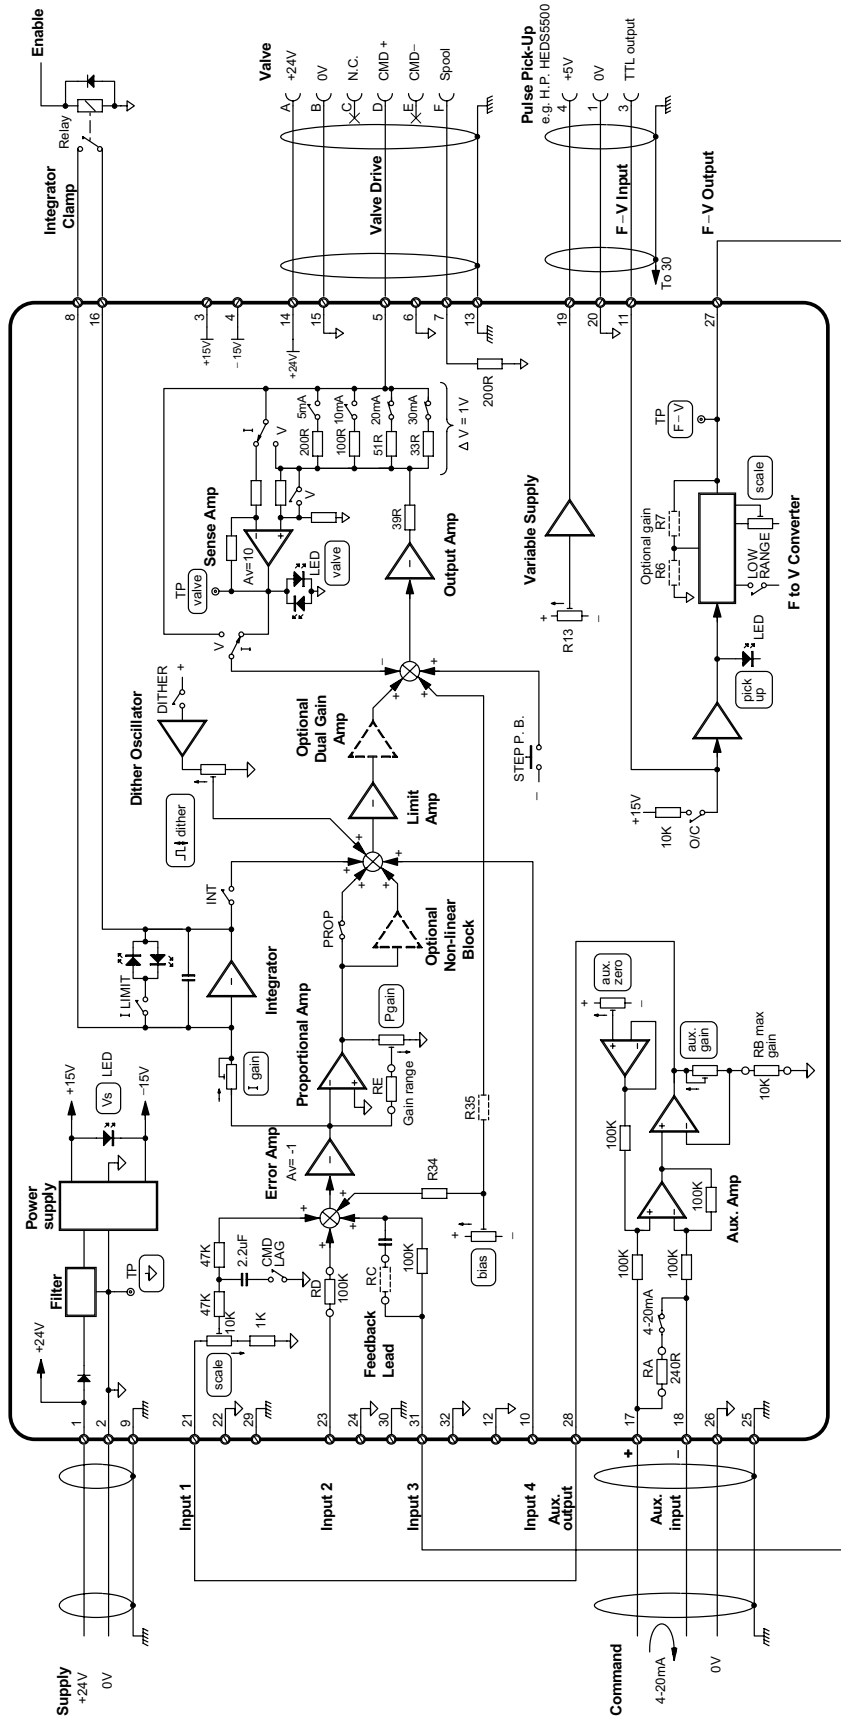 Supply
+24V
0V
1
2
9
+24V
Filter
TP
Power
supply
+15V
Vs
LED
–15V
Input 1
21
22
29
scale
10K
1K
47K
47K
2.2uF
CMD
LAG
Input 2
23
24
30
RD
100K
Input 3
31
32
12
Feedback
Lead
RC
100K
Input 4
10
Aux.
output
28
bias
R34
R35
Error Amp
Av= -1
I gain
Proportional Amp
RE
Gain range
Pgain
I LIMIT
Integrator
INT
PROP
Optional
Non-linear
Block
dither
Dither Oscillator
DITHER
+
Limit
Amp
Optional
Dual Gain
Amp
STEP P. B.
V
I
TP
valve
Av=10
Sense Amp
LED
valve
I
V
V
200R
5mA
100R
10mA
51R
20mA
33R
30mA
Δ V = 1V
39R
Output Amp
Integrator
Clamp
Relay
Enable
8
16
3
+15V
4
– 15V
14
+24V
15
5
6
7
13
200R
Valve
A
+24V
B
0V
C
N.C.
D
CMD +
E
CMD–
F
Spool
Valve Drive
Variable Supply
R13
19
20
11
27
Pulse Pick-Up
e.g. H.P. HEDS5500
4
+5V
1
0V
3
TTL output
F – V Input
To 30
F – V Output
TP
F – V
Optional gain
R6
R7
LOW
RANGE
scale
F to V Converter
pick
up
LED
+15V
10K
O/C
Command
4-20mA
0V
Aux.
input
+
–
17
18
26
25
RA
240R
4-20mA
100K
100K
100K
100K
Aux. Amp
aux.
zero
aux.
gain
10K
RB max
gain